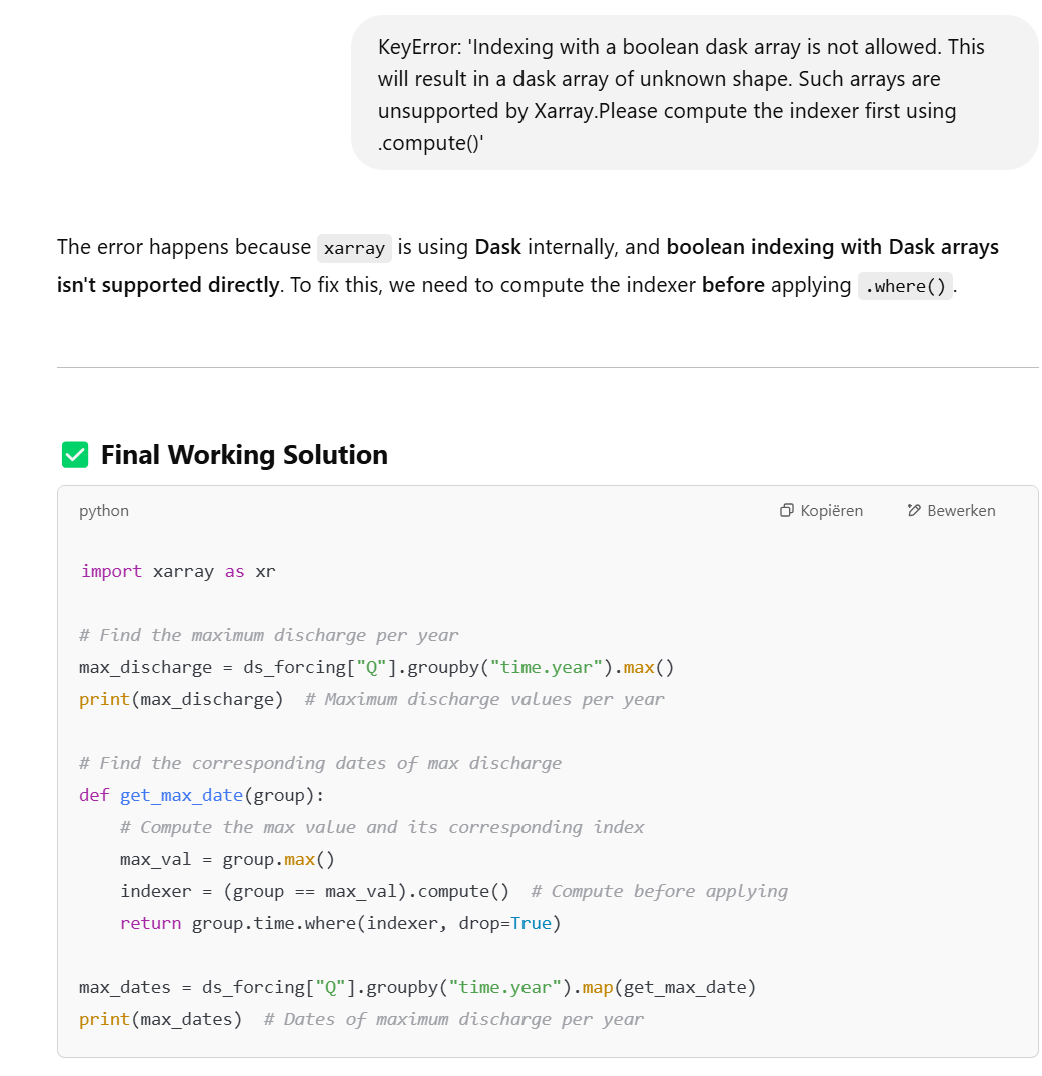 KeyError: 'Indexing with a boolean dask array is not allowed. This
will result in a dask array of unknown shape. Such arrays are
unsupported by Xarray.Please compute the indexer first using
.compute()'
The error happens because xarray is using Dask internally, and boolean indexing with Dask arrays
isn't supported directly. To fix this, we need to compute the indexer before applying .where().
✅ Final Working Solution
python
Kopiëren
Bewerken
import xarray as xr
# Find the maximum discharge per year
max_discharge = ds_forcing["Q"].groupby("time.year").max()
print(max_discharge)  # Maximum discharge values per year
# Find the corresponding dates of max discharge
def get_max_date(group):
    # Compute the max value and its corresponding index
    max_val = group.max()
    indexer = (group == max_val).compute()  # Compute before applying
    return group.time.where(indexer, drop=True)
max_dates = ds_forcing["Q"].groupby("time.year").map(get_max_date)
print(max_dates)  # Dates of maximum discharge per year